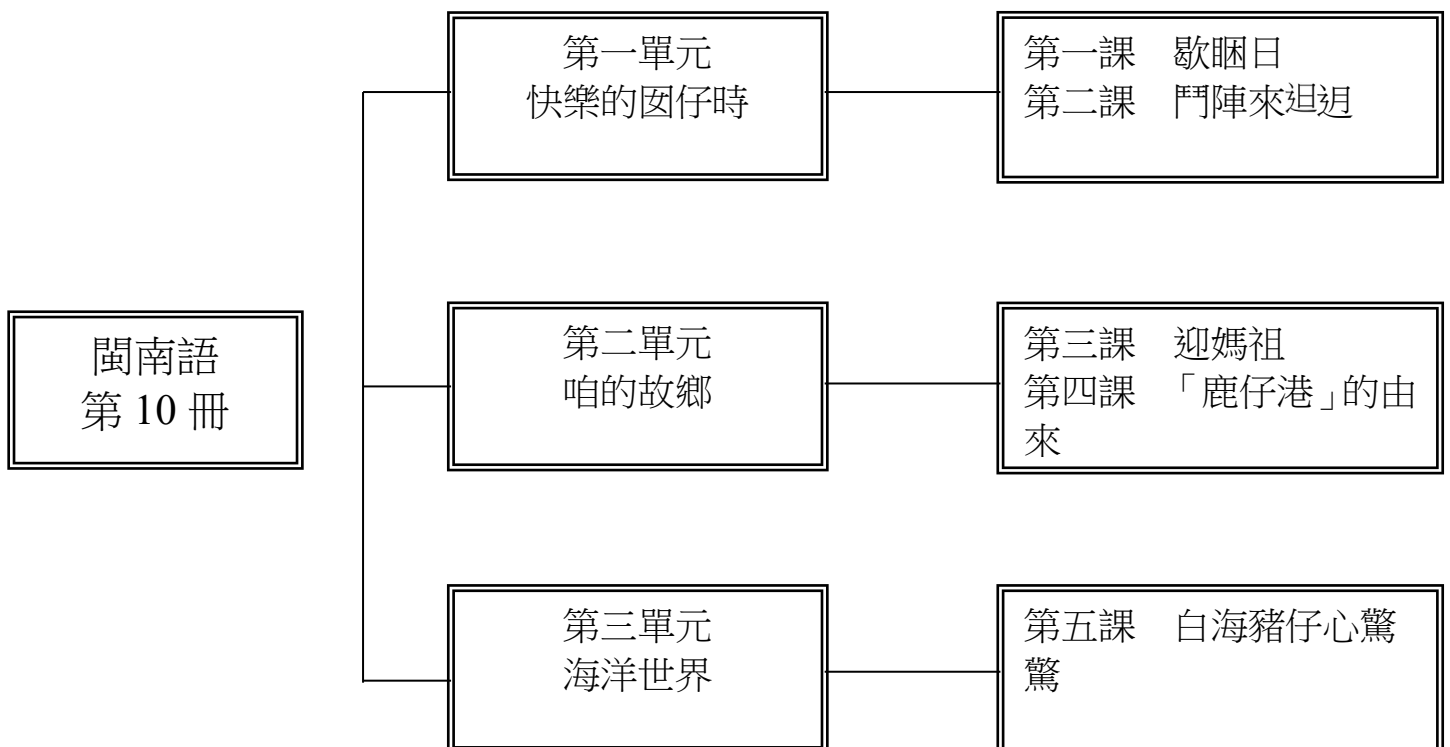 閩南語
第 10 冊
第一單元
快樂的囡仔時
第一課　歇睏日
第二課　鬥陣來𨑨迌
第二單元
咱的故鄉
第三課　迎媽祖
第四課　「鹿仔港」的由
來
第三單元
海洋世界
第五課　白海豬仔心驚
驚